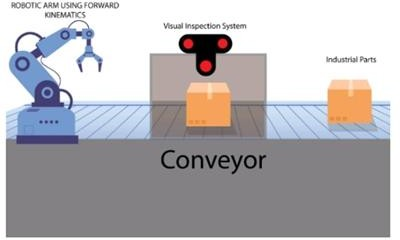 ROBOTIC ARM USING FORWARD
KINEMATICS
Visual Inspection System
Industrial Parts
Conveyor